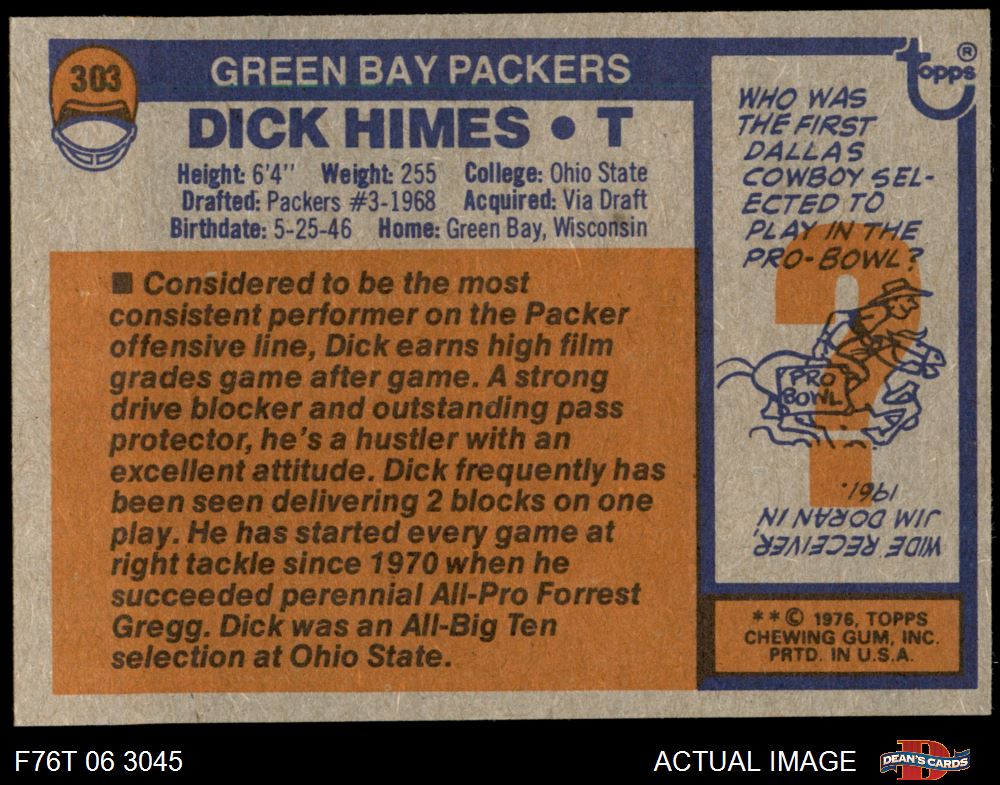 303
GREEN BAY PACKERS
DICK HIMES • T
Height: 6'4" Weight: 255 College: Ohio State
Drafted: Packers #3-1968 Acquired: Via Draft
Birthdate: 5-25-46 Home: Green Bay, Wisconsin
■ Considered to be the most
consistent performer on the Packer
offensive line, Dick earns high film
grades game after game. A strong
drive blocker and outstanding pass
protector, he's a hustler with an
excellent attitude. Dick frequently has
been seen delivering 2 blocks on one
play. He has started every game at
right tackle since 1970 when he
succeeded perennial All-Pro Forrest
Gregg. Dick was an All-Big Ten
selection at Ohio State.
topps ®
WHO WAS
THE FIRST
DALLAS
COWBOY SEL-
ECTED TO
PLAY IN THE
PRO-BOWL?
?
PRO
BOWL
WIDE RECEIVER,
JIM DORAN IN
1961.
* * © 1976, TOPPS
CHEWING GUM, INC.
PRTD. IN U.S.A.
F76T 06 3045
ACTUAL IMAGE
D
DEAN'S CARDS